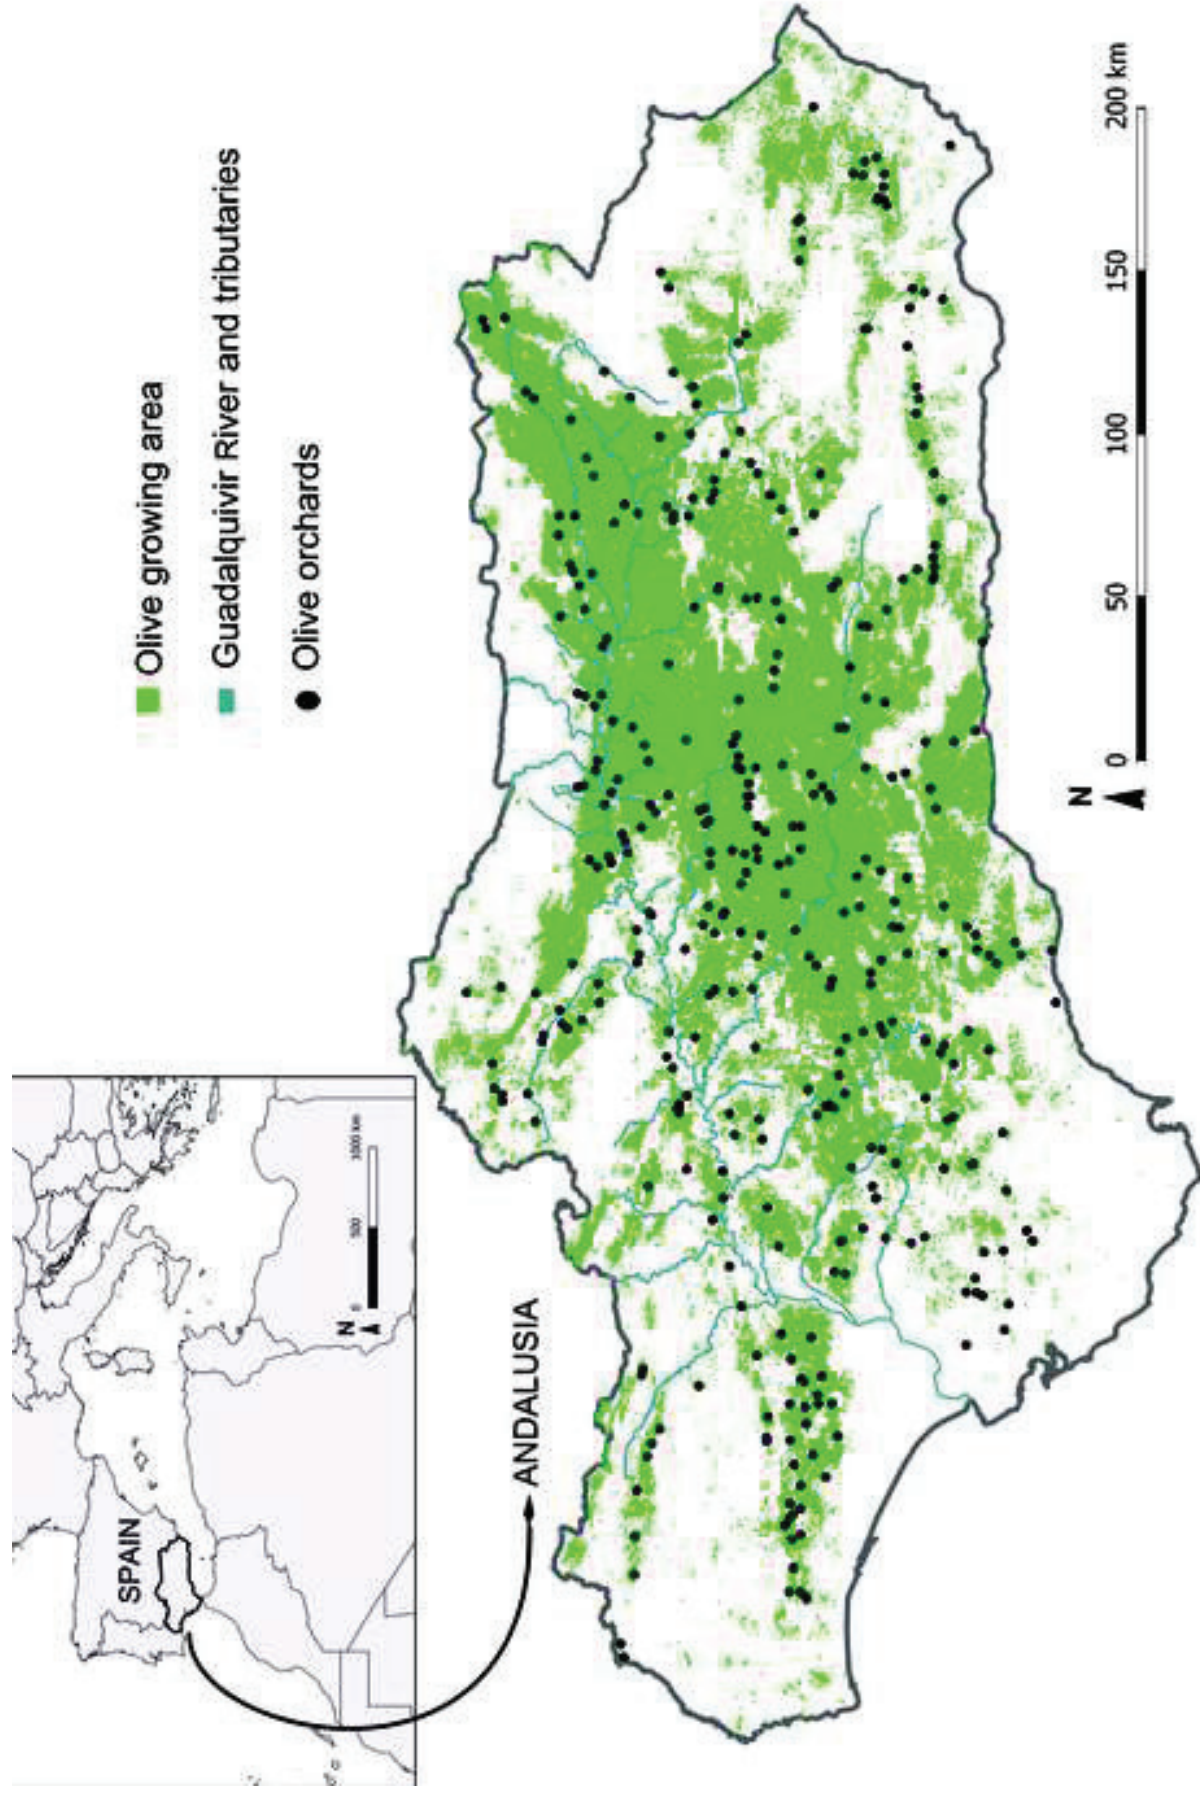 SPAIN
N
0 500 1000 km
ANDALUSIA
Olive growing area
Guadalquivir River and tributaries
Olive orchards
N
0 50 100 150 200 km